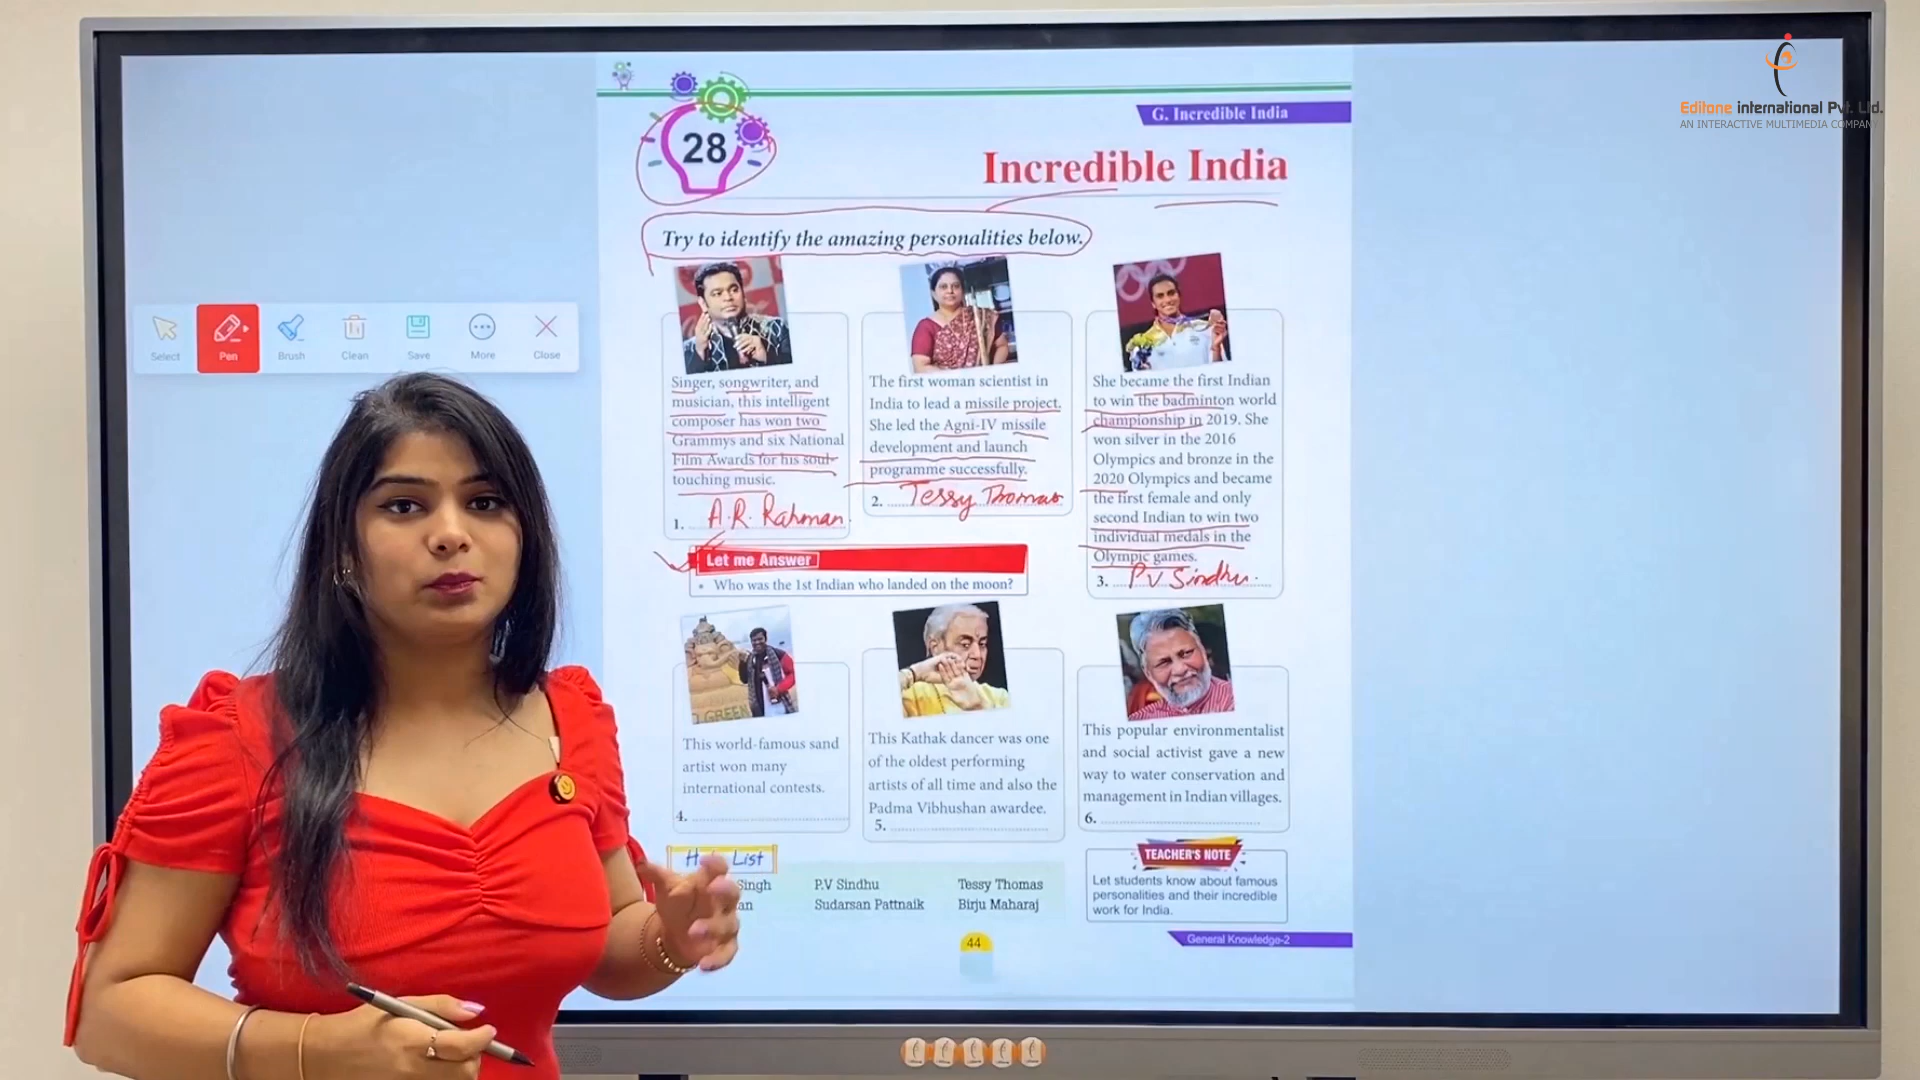 Editone international Pvt. Ltd.
AN INTERACTIVE MULTIMEDIA COMPANY
G. Incredible India
28
Incredible India
Try to identify the amazing personalities below.
Select
Pen
Brush
Clean
Save
More
Close
Singer, songwriter, and
musician, this intelligent
composer has won two
Grammys and six National
Film Awards for his soul-
touching music.
1. A.R. Rahman.
The first woman scientist in
India to lead a missile project.
She led the Agni-IV missile
development and launch
programme successfully.
2. Tessy Thomas
She became the first Indian
to win the badminton world
championship in 2019. She
won silver in the 2016
Olympics and bronze in the
2020 Olympics and became
the first female and only
second Indian to win two
individual medals in the
Olympic games.
3. PV Sindhu.
Let me Answer
• Who was the 1st Indian who landed on the moon?
GREEN
This world-famous sand
artist won many
international contests.
4.
This Kathak dancer was one
of the oldest performing
artists of all time and also the
Padma Vibhushan awardee.
5.
This popular environmentalist
and social activist gave a new
way to water conservation and
management in Indian villages.
6.
List
Singh P.V Sindhu Tessy Thomas
Sudarsan Pattnaik Birju Maharaj
TEACHER'S NOTE
Let students know about famous
personalities and their incredible
work for India.
44
General Knowledge-2